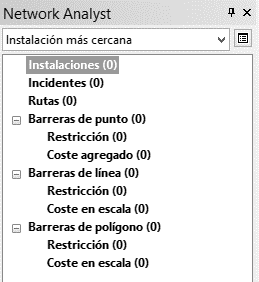 Network Analyst
Instalación más cercana
Instalaciones (0)
Incidentes (0)
Rutas (0)
Barreras de punto (0)
Restricción (0)
Coste agregado (0)
Barreras de línea (0)
Restricción (0)
Coste en escala (0)
Barreras de polígono (0)
Restricción (0)
Coste en escala (0)